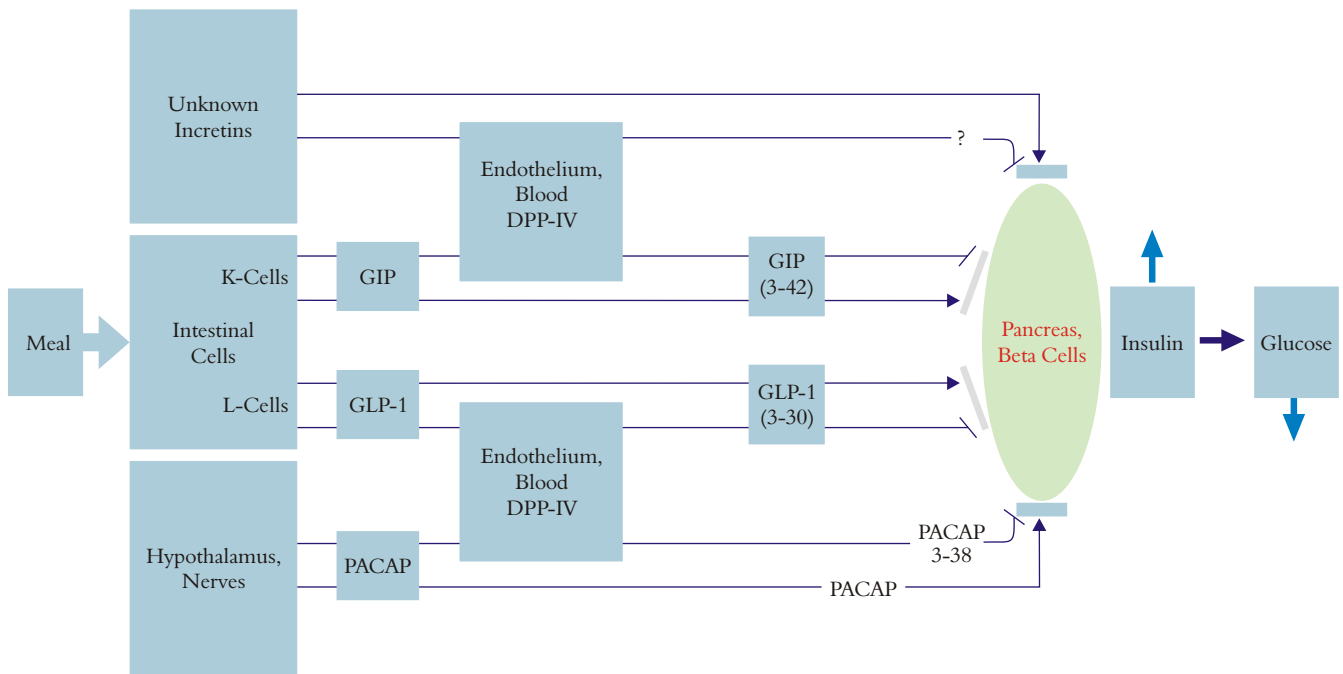 Unknown
Incretins
?
Endothelium,
Blood
DPP-IV
K-Cells
GIP
GIP
(3-42)
Meal
Intestinal
Cells
Pancreas,
Beta Cells
Insulin
Glucose
L-Cells
GLP-1
GLP-1
(3-30)
Endothelium,
Blood
DPP-IV
Hypothalamus,
Nerves
PACAP
PACAP
3-38
PACAP